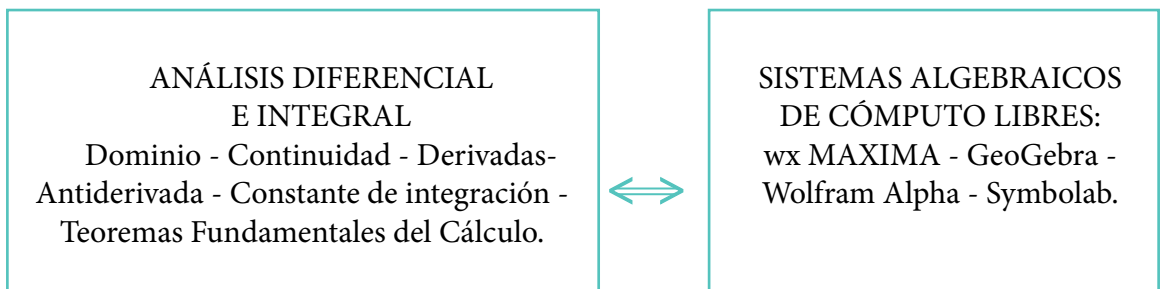 ANÁLISIS DIFERENCIAL
E INTEGRAL
Dominio - Continuidad - Derivadas-
Antiderivada - Constante de integración -
Teoremas Fundamentales del Cálculo.
SISTEMAS ALGEBRAICOS
DE CÓMPUTO LIBRES:
wx MAXIMA - GeoGebra -
Wolfram Alpha - Symbolab.